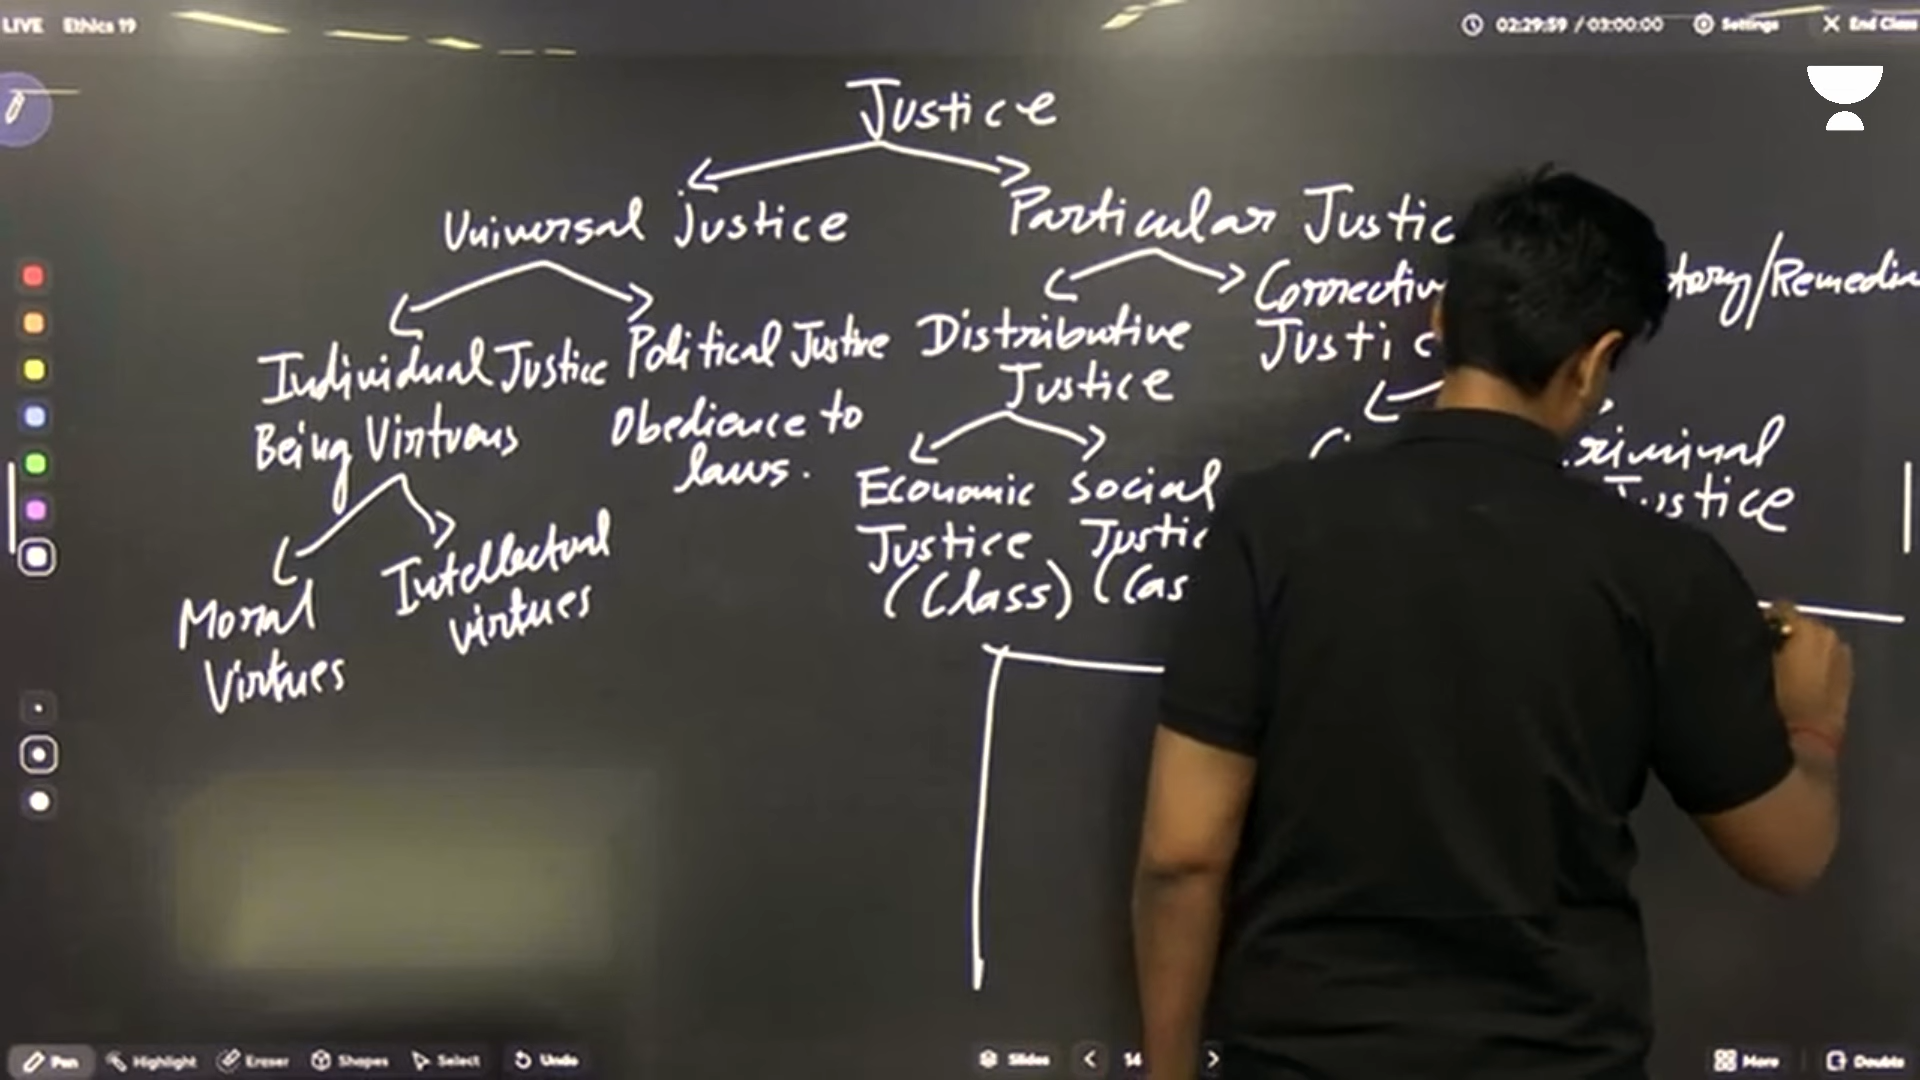 LIVE Ethics 19
02:29:59 / 03:00:00 Settings End Class
Justice
Universal justice
Particular Justic
Individual Justice
Being Virtuous
Political Justice
Obedience to
laws.
Moral
Virtues
Intellectual
virtues
Distributive
Justice
Corrective
Justic
tory/Remedia
Economic
Justice
(Class)
Social
Justic
(Cas
riminal
Justice
Pen Highlight Eraser Shapes Select Undo
Slides 14
More Doubts